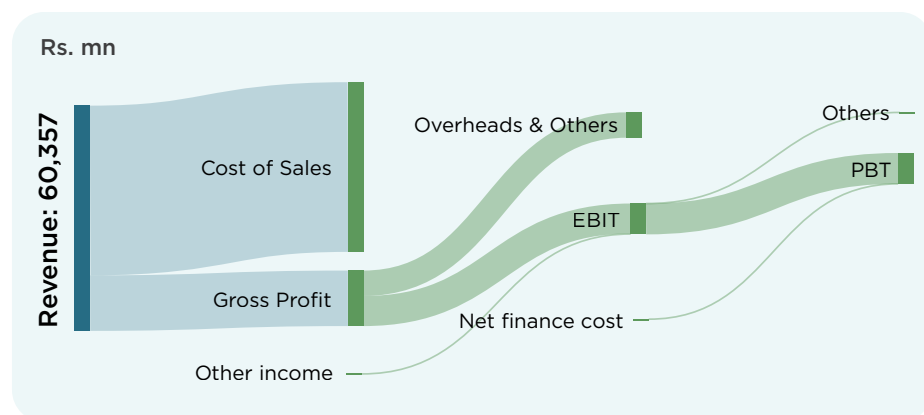 Rs. mn
Revenue: 60,357
Cost of Sales
Gross Profit
Other income
Overheads & Others
EBIT
Net finance cost
Others
PBT